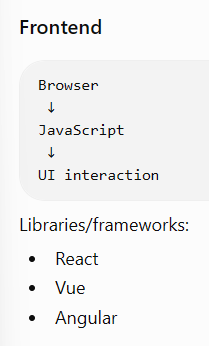 Frontend
Browser
↓
JavaScript
↓
UI interaction
Libraries/frameworks:
• React
• Vue
• Angular